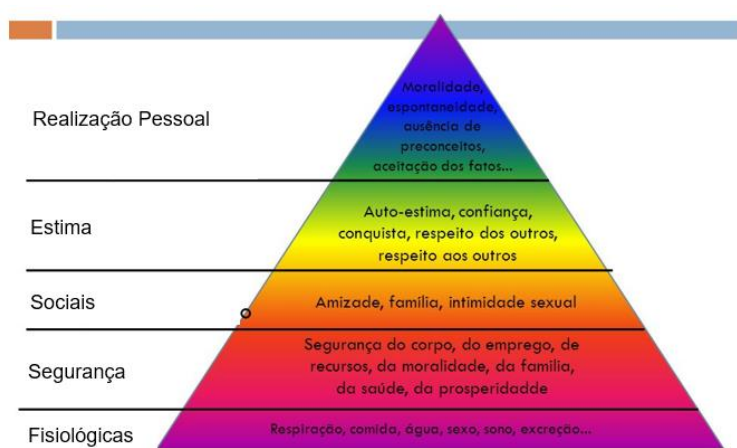 Realização Pessoal
Moralidade,
espontaneidade,
ausência de
preconceitos,
aceitação dos fatos...
Estima
Auto-estima, confiança,
conquista, respeito dos outros,
respeito aos outros
Sociais
Amizade, família, intimidade sexual
Segurança
Segurança do corpo, do emprego, de
recursos, da moralidade, da família,
da saúde, da prosperidadde
Fisiológicas
Respiração, comida, água, sexo, sono, excreção...